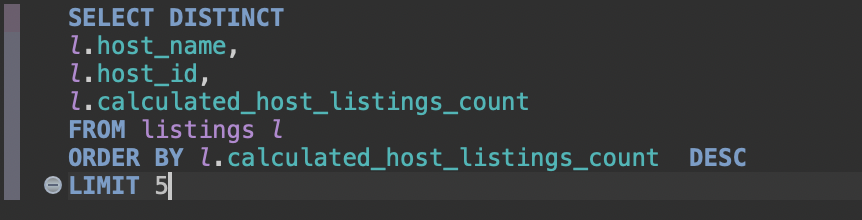 SELECT DISTINCT
l.host_name,
l.host_id,
l.calculated_host_listings_count
FROM listings l
ORDER BY l.calculated_host_listings_count  DESC
LIMIT 5